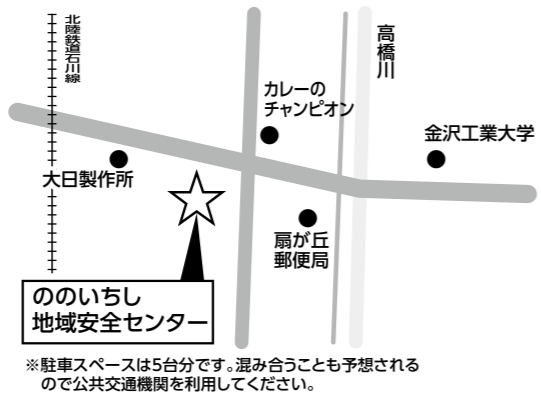 北陸鉄道石川線
高橋川
カレーの
チャンピオン
金沢工業大学
大日製作所
扇が丘
郵便局
ののいちし
地域安全センター
※駐車スペースは5台分です。混み合うことも予想される
ので公共交通機関を利用してください。